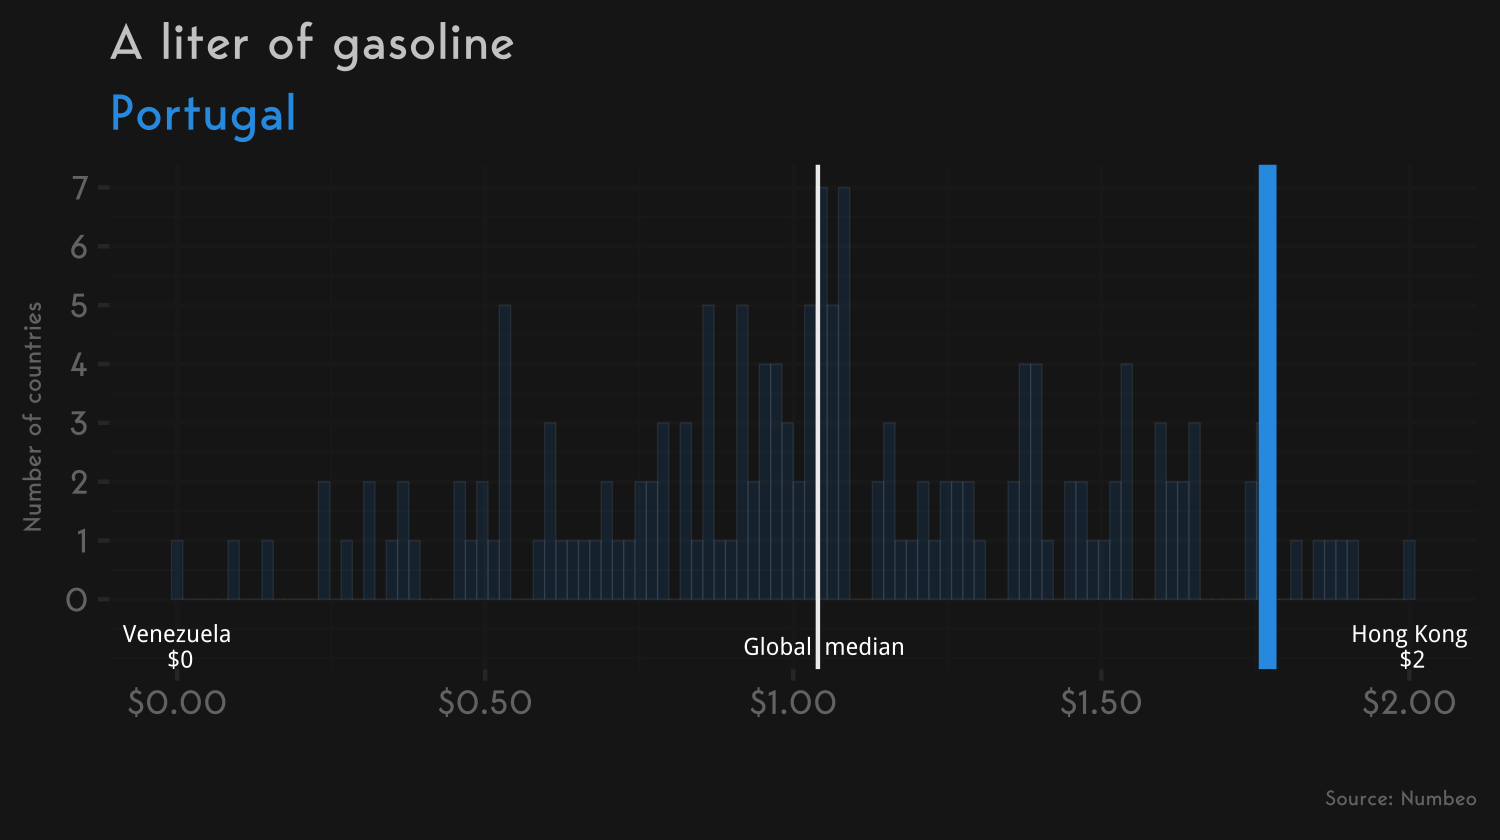 A liter of gasoline
Portugal
Number of countries
7
6
5
4
3
2
1
0
Venezuela
$0
Global median
Hong Kong
$2
$0.00 $0.50 $1.00 $1.50 $2.00
Source: Numbeo